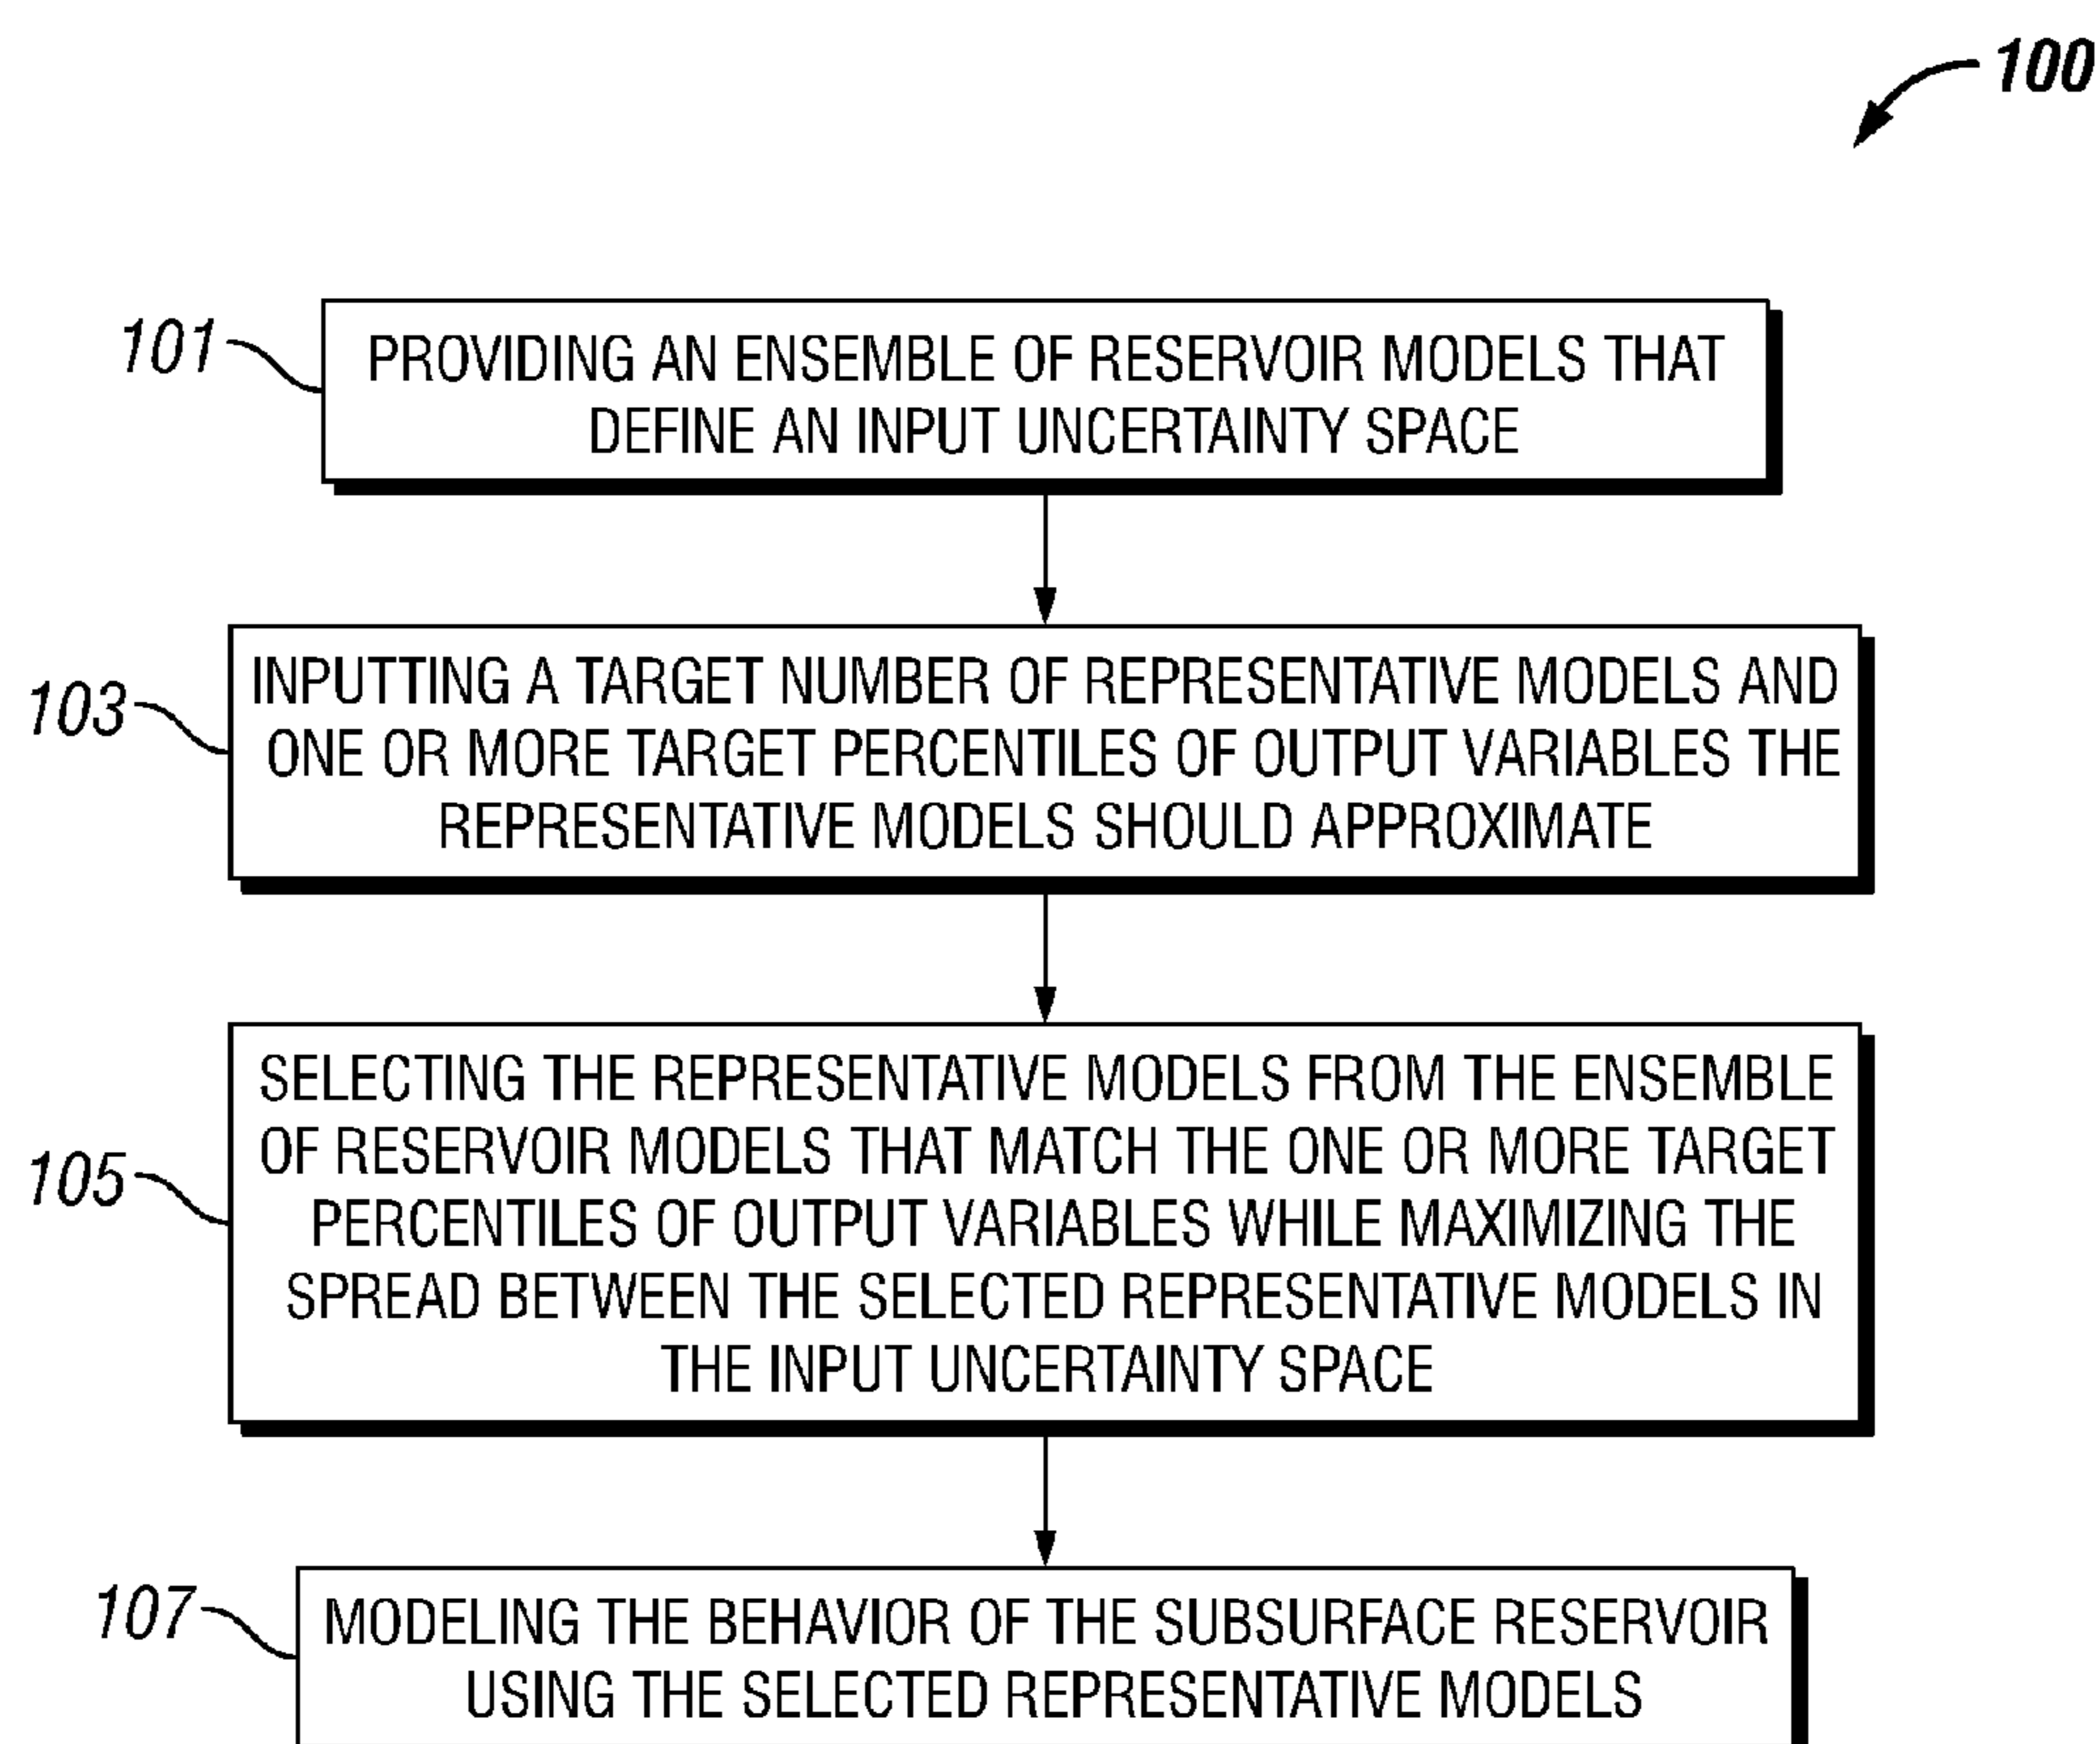 100
101
PROVIDING AN ENSEMBLE OF RESERVOIR MODELS THAT
DEFINE AN INPUT UNCERTAINTY SPACE
103
INPUTTING A TARGET NUMBER OF REPRESENTATIVE MODELS AND
ONE OR MORE TARGET PERCENTILES OF OUTPUT VARIABLES THE
REPRESENTATIVE MODELS SHOULD APPROXIMATE
105
SELECTING THE REPRESENTATIVE MODELS FROM THE ENSEMBLE
OF RESERVOIR MODELS THAT MATCH THE ONE OR MORE TARGET
PERCENTILES OF OUTPUT VARIABLES WHILE MAXIMIZING THE
SPREAD BETWEEN THE SELECTED REPRESENTATIVE MODELS IN
THE INPUT UNCERTAINTY SPACE
107
MODELING THE BEHAVIOR OF THE SUBSURFACE RESERVOIR
USING THE SELECTED REPRESENTATIVE MODELS